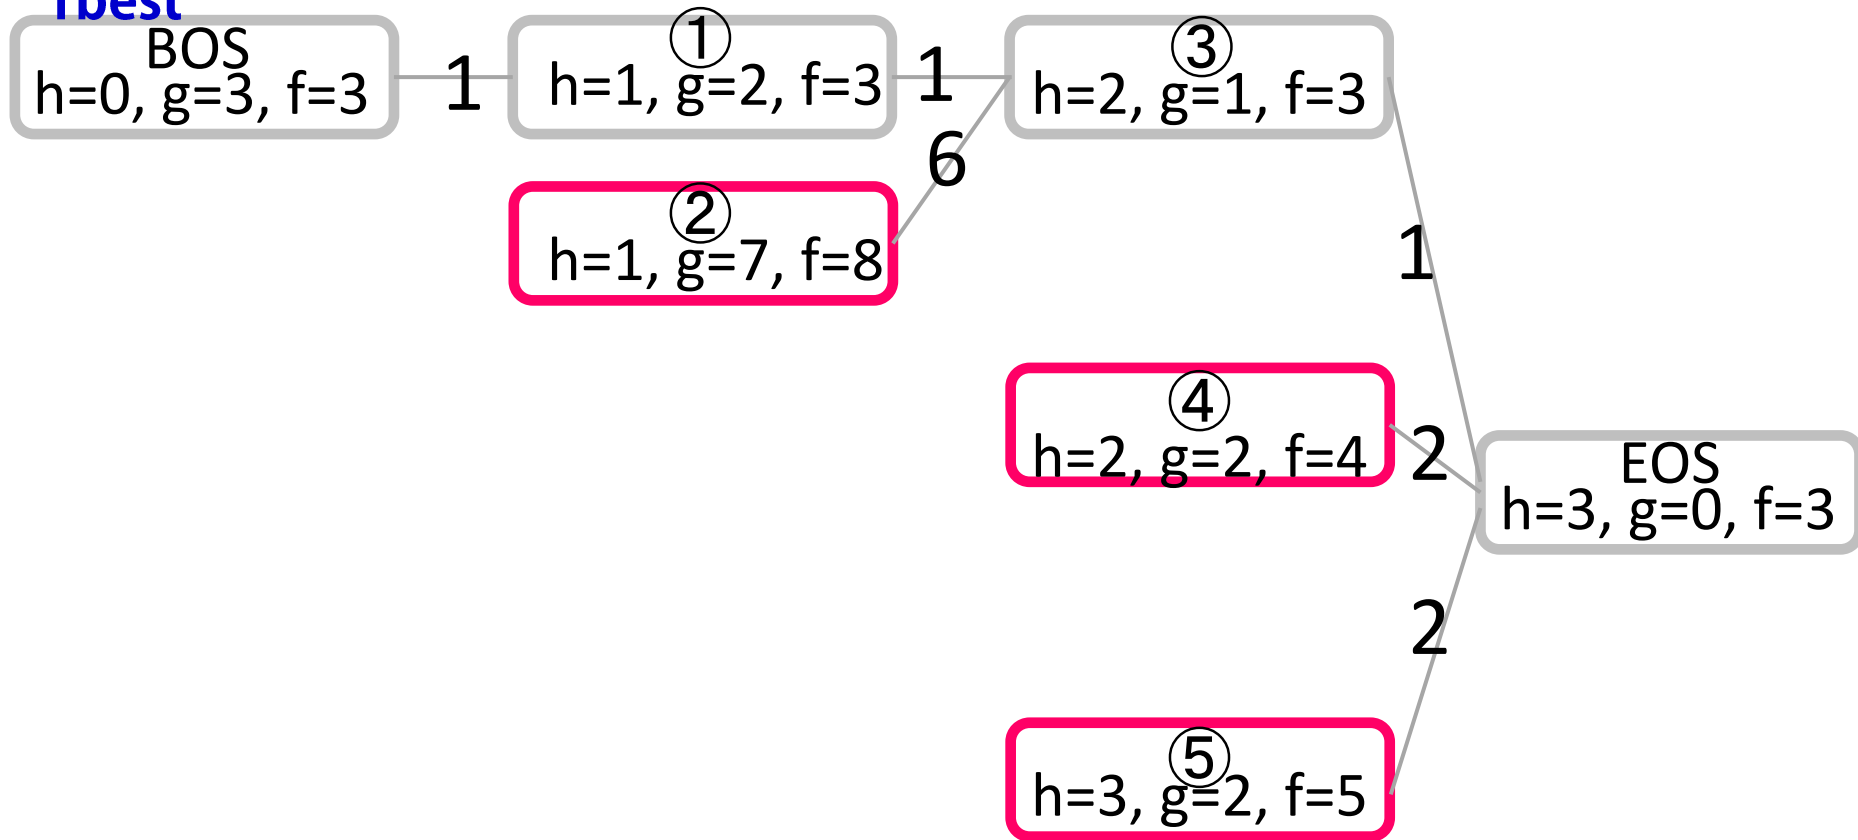 BOS
h=0, g=3, f=3
1
①
h=1, g=2, f=3
1
③
h=2, g=1, f=3
6
②
h=1, g=7, f=8
1
④
h=2, g=2, f=4
2
EOS
h=3, g=0, f=3
2
⑤
h=3, g=2, f=5